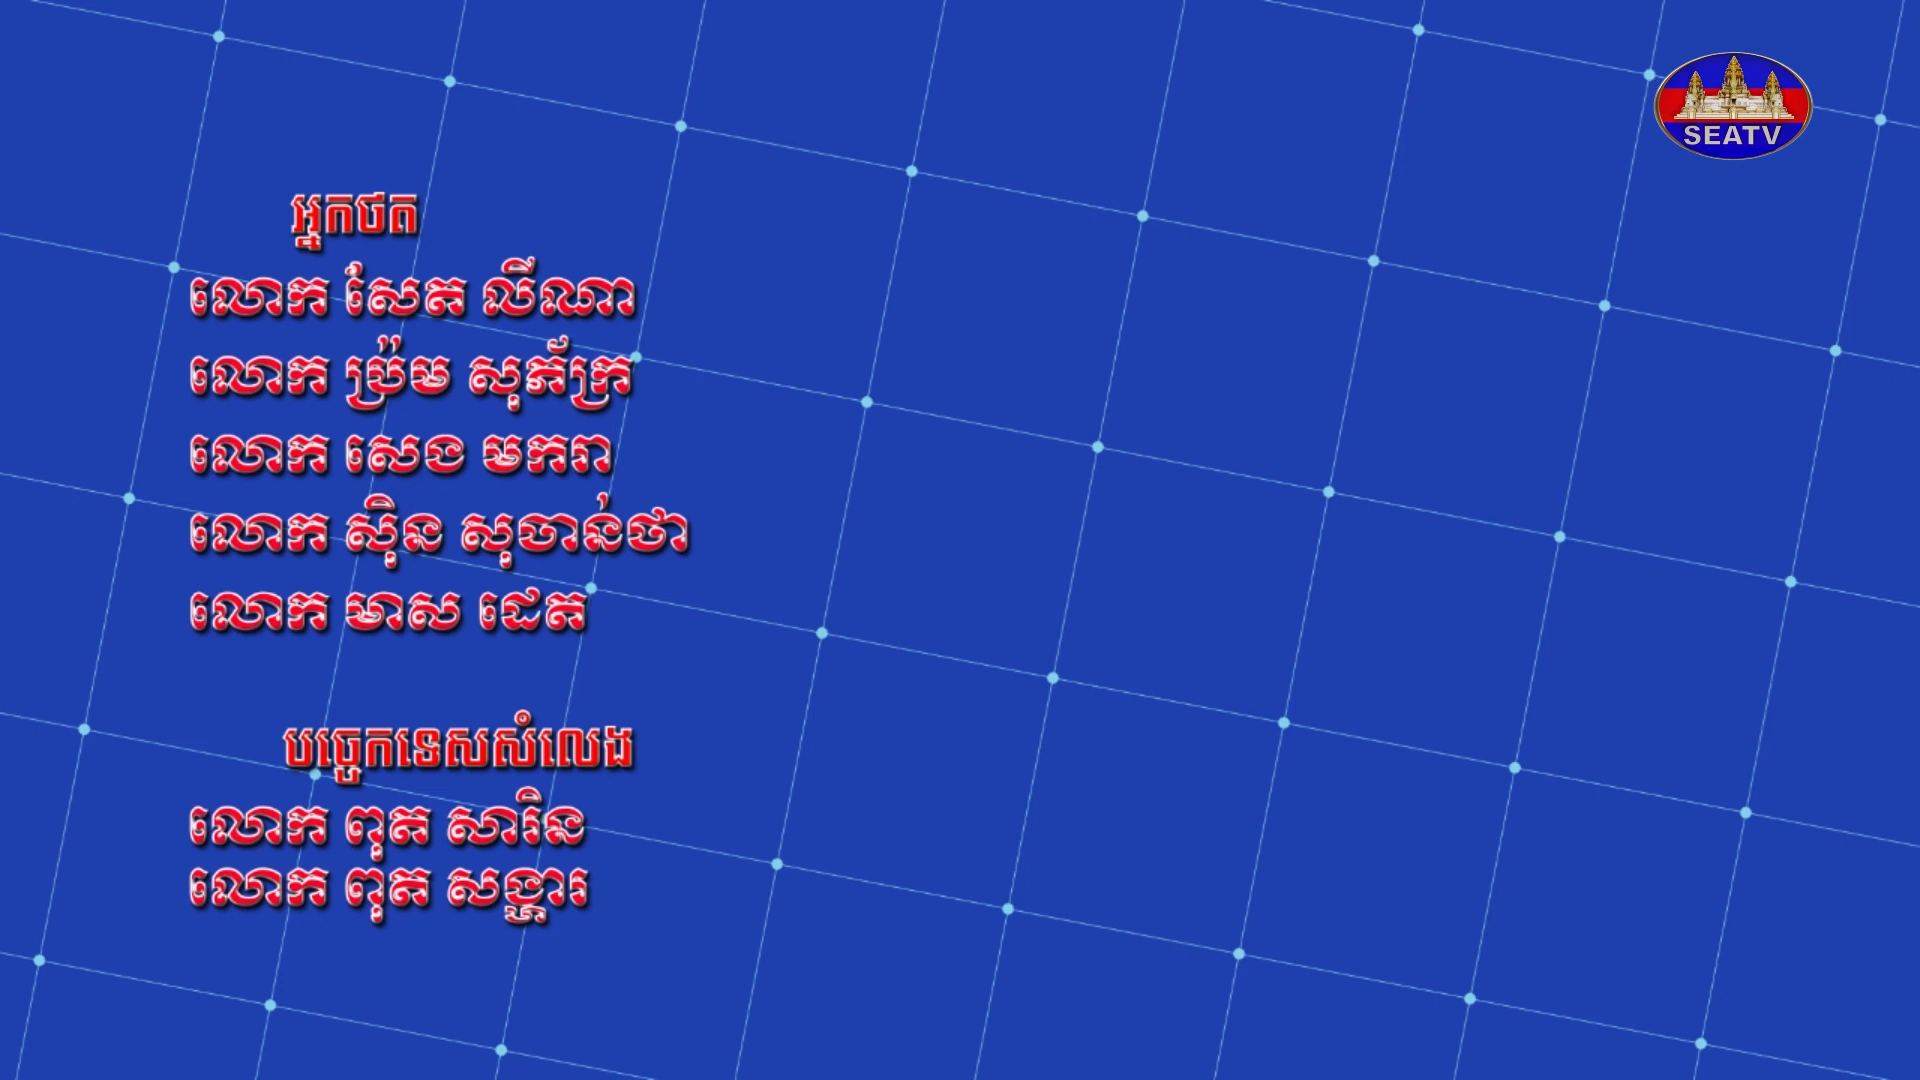 SEATV
អ្នកថត
លោក សែត លីណា
លោក ប្រ៉ម សុភ័ក្រ
លោក សេង មករា
លោក ស៊ិន សុចាន់ថា
លោក មាស ដេត
បច្ចេកទេសសំលេង
លោក ពុត សារិន
លោក ពុត សង្ហារ